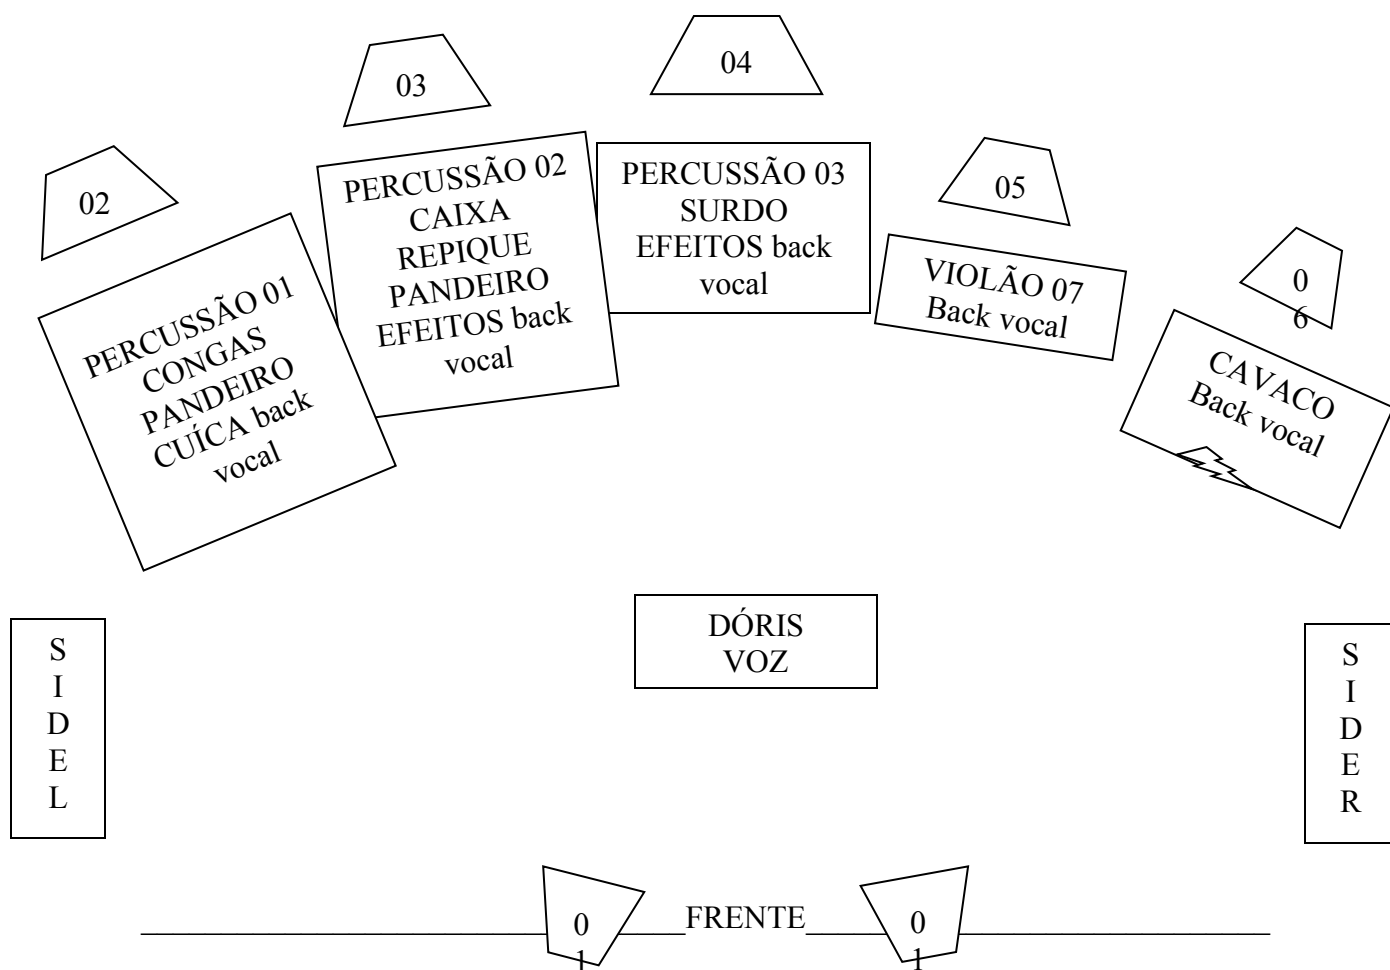 02
03
04
05
0
6
PERCUSSÃO 01
CONGAS
PANDEIRO
CUÍCA back
vocal
PERCUSSÃO 02
CAIXA
REPIQUE
PANDEIRO
EFEITOS back
vocal
PERCUSSÃO 03
SURDO
EFEITOS back
vocal
VIOLÃO 07
Back vocal
CAVACO
Back vocal
DÓRIS
VOZ
S
I
D
E
L
S
I
D
E
R
0
1
FRENTE
0
1